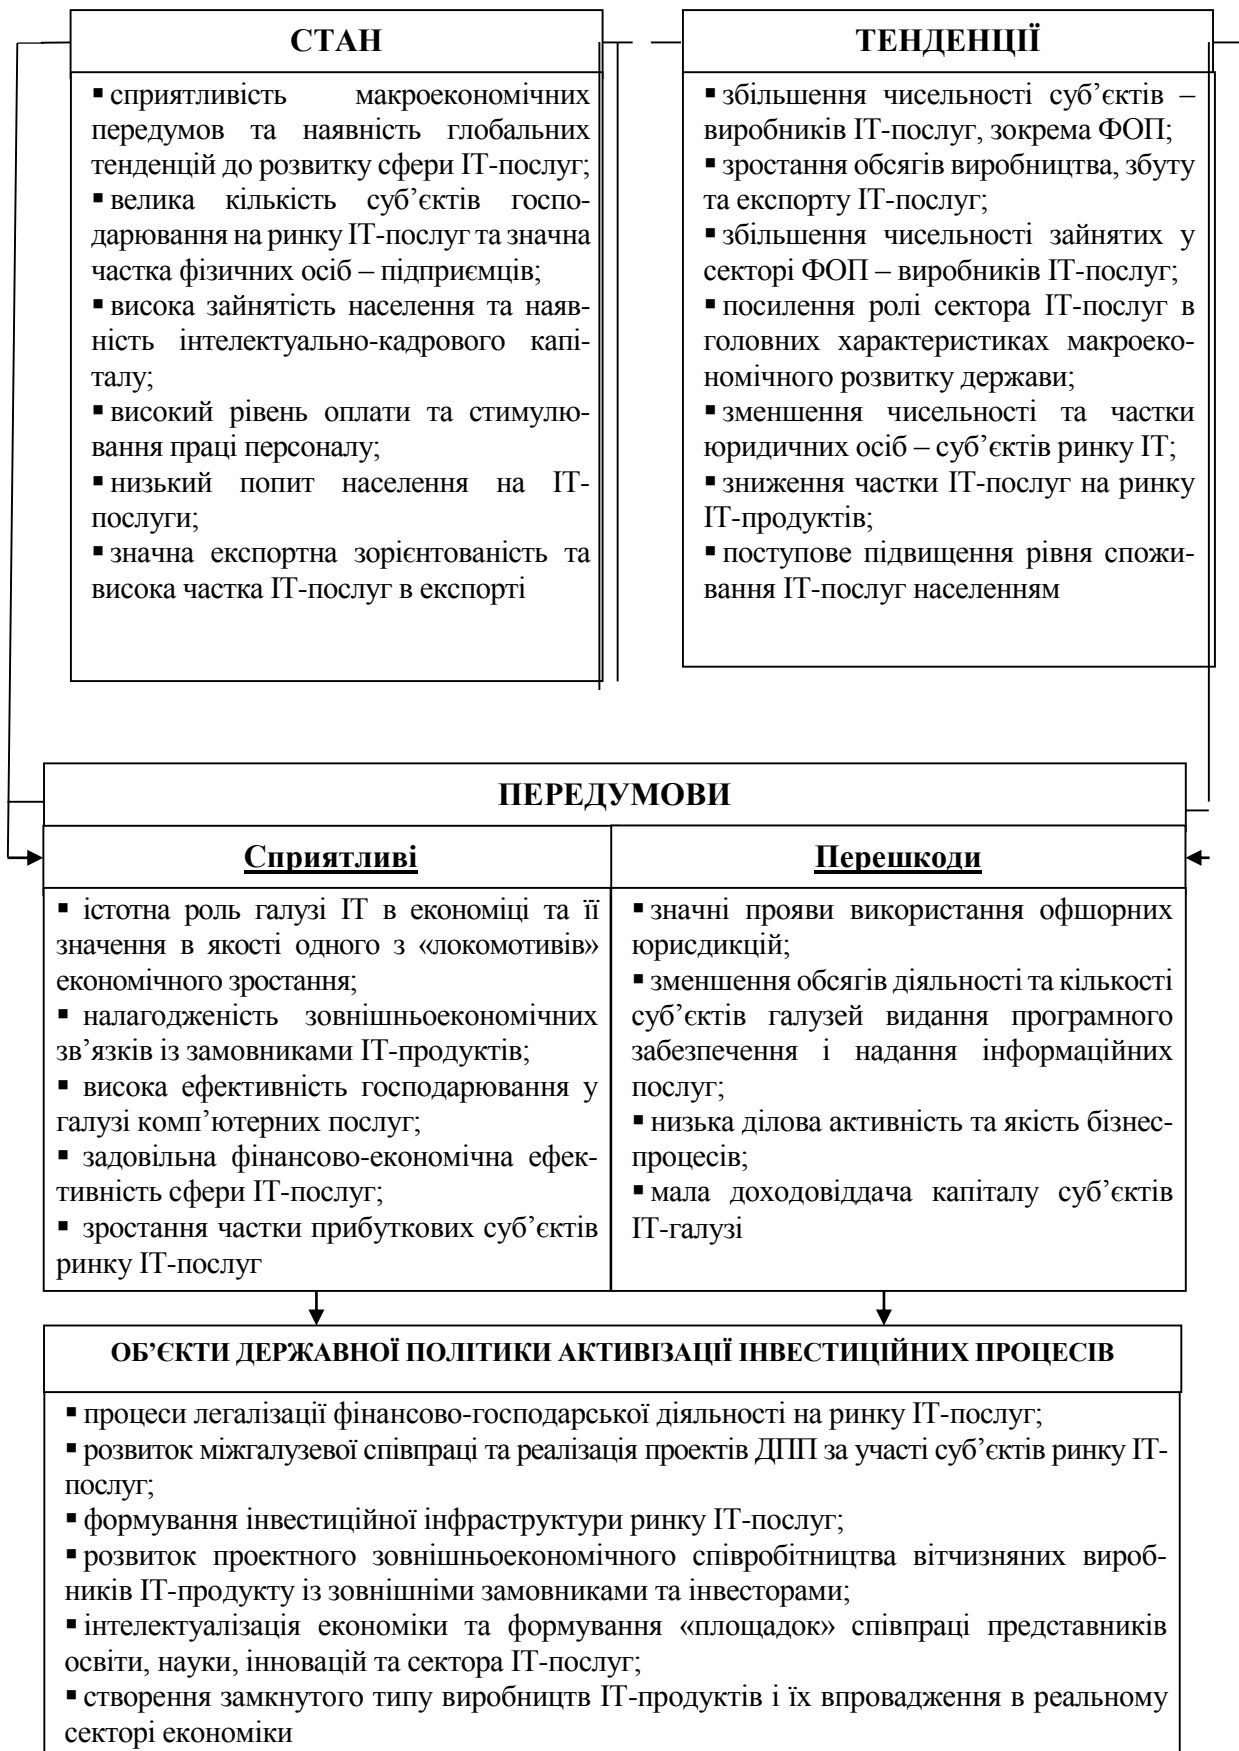 СТАН
▪ сприятливість макроекономічних
передумов та наявність глобальних
тенденцій до розвитку сфери ІТ-послуг;
▪ велика кількість суб’єктів госпо-
дарювання на ринку ІТ-послуг та значна
частка фізичних осіб – підприємців;
▪ висока зайнятість населення та наяв-
ність інтелектуально-кадрового капі-
талу;
▪ високий рівень оплати та стимулю-
вання праці персоналу;
▪ низький попит населення на ІТ-
послуги;
▪ значна експортна зорієнтованість та
висока частка ІТ-послуг в експорті
ТЕНДЕНЦІЇ
▪ збільшення чисельності суб’єктів –
виробників ІТ-послуг, зокрема ФОП;
▪ зростання обсягів виробництва, збуту
та експорту ІТ-послуг;
▪ збільшення чисельності зайнятих у
секторі ФОП – виробників ІТ-послуг;
▪ посилення ролі сектора ІТ-послуг в
головних характеристиках макроеко-
номічного розвитку держави;
▪ зменшення чисельності та частки
юридичних осіб – суб’єктів ринку ІТ;
▪ зниження частки ІТ-послуг на ринку
ІТ-продуктів;
▪ поступове підвищення рівня спожи-
вання ІТ-послуг населенням
ПЕРЕДУМОВИ
Сприятливі
▪ істотна роль галузі ІТ в економіці та її
значення в якості одного з «локомотивів»
економічного зростання;
▪ налагодженість зовнішньоекономічних
зв’язків із замовниками ІТ-продуктів;
▪ висока ефективність господарювання у
галузі комп’ютерних послуг;
▪ задовільна фінансово-економічна ефек-
тивність сфери ІТ-послуг;
▪ зростання частки прибуткових суб’єктів
ринку ІТ-послуг
Перешкоди
▪ значні прояви використання офшорних
юрисдикцій;
▪ зменшення обсягів діяльності та кількості
суб’єктів галузей видання програмного
забезпечення і надання інформаційних
послуг;
▪ низька ділова активність та якість бізнес-
процесів;
▪ мала доходовіддача капіталу суб’єктів
ІТ-галузі
ОБ’ЄКТИ ДЕРЖАВНОЇ ПОЛІТИКИ АКТИВІЗАЦІЇ ІНВЕСТИЦІЙНИХ ПРОЦЕСІВ
▪ процеси легалізації фінансово-господарської діяльності на ринку ІТ-послуг;
▪ розвиток міжгалузевої співпраці та реалізація проектів ДПП за участі суб’єктів ринку ІТ-
послуг;
▪ формування інвестиційної інфраструктури ринку ІТ-послуг;
▪ розвиток проектного зовнішньоекономічного співробітництва вітчизняних вироб-
ників ІТ-продукту із зовнішніми замовниками та інвесторами;
▪ інтелектуалізація економіки та формування «площадок» співпраці представників
освіти, науки, інновацій та сектора ІТ-послуг;
▪ створення замкнутого типу виробництв ІТ-продуктів і їх впровадження в реальному
секторі економіки